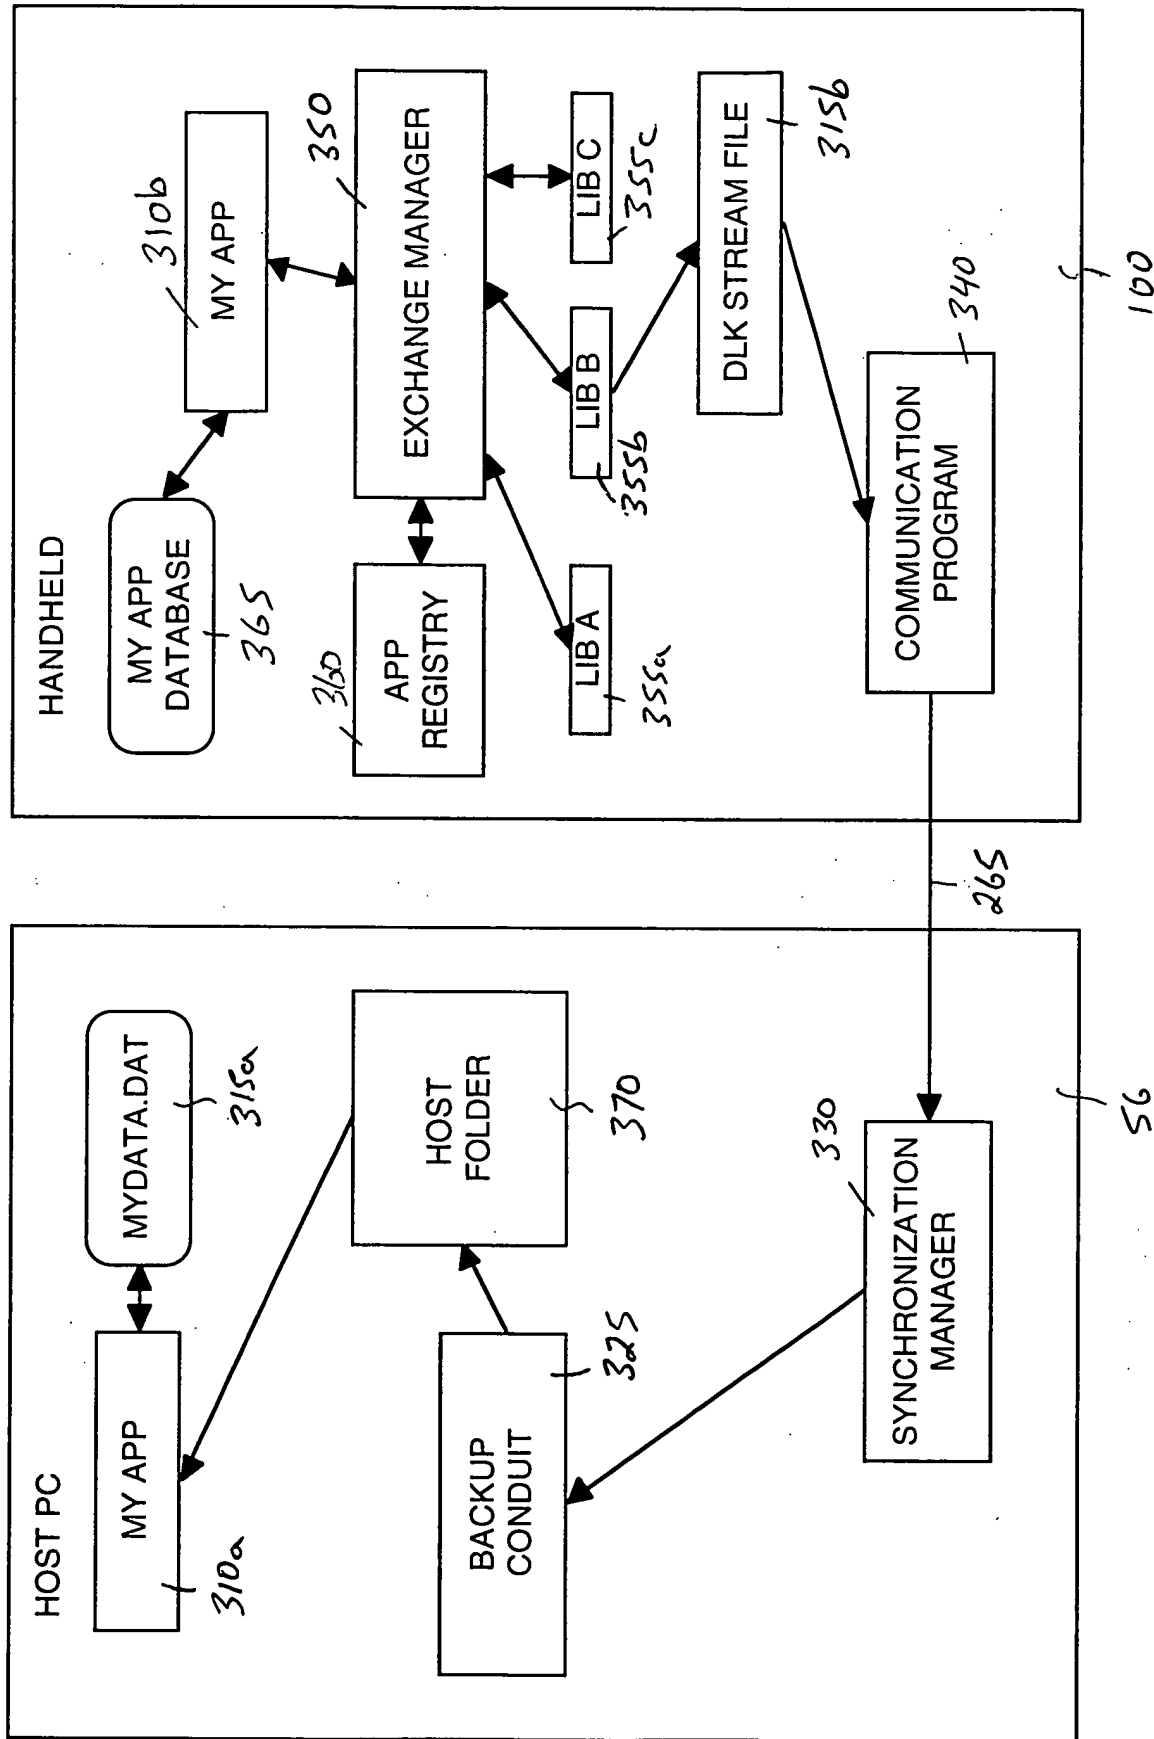 HOST PC
MY APP
310a
MYDATA.DAT
315a
HOST
FOLDER
370
BACKUP
CONDUIT
325
SYNCHRONIZATION
MANAGER
330
56
265
HANDHELD
MY APP
DATABASE
365
MY APP
310b
APP
REGISTRY
360
EXCHANGE MANAGER
350
LIB A
355a
LIB B
355b
LIB C
355c
DLK STREAM FILE
315b
COMMUNICATION
PROGRAM
340
100